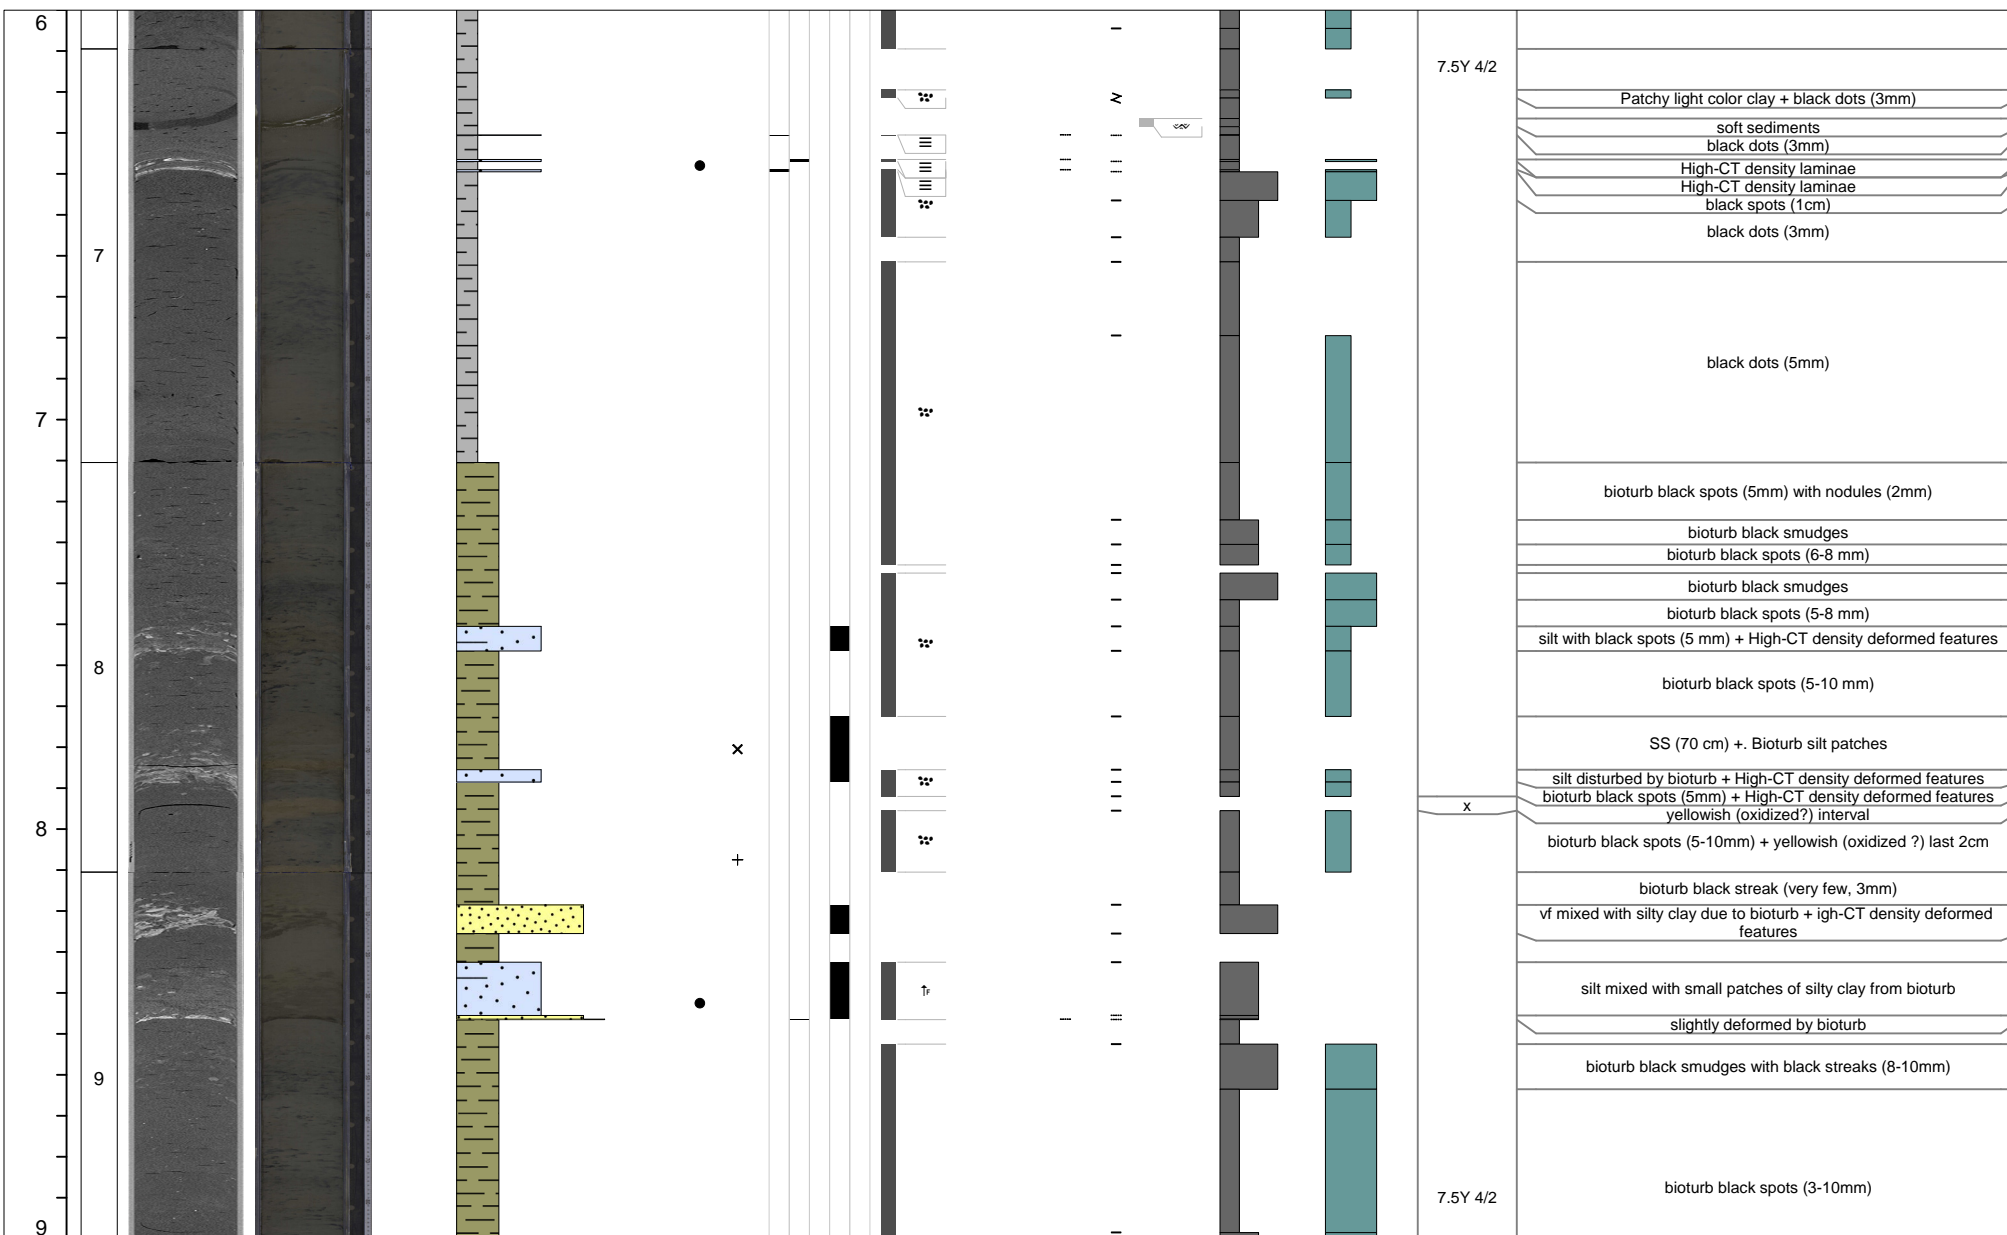 6
7.5Y 4/2
Patchy light color clay + black dots (3mm)
soft sediments
black dots (3mm)
High-CT density laminae
High-CT density laminae
black spots (1cm)
black dots (3mm)
7
black dots (5mm)
7
bioturb black spots (5mm) with nodules (2mm)
bioturb black smudges
bioturb black spots (6-8 mm)
bioturb black smudges
bioturb black spots (5-8 mm)
silt with black spots (5 mm) + High-CT density deformed features
8
bioturb black spots (5-10 mm)
SS (70 cm) +. Bioturb silt patches
silt disturbed by bioturb + High-CT density deformed features
bioturb black spots (5mm) + High-CT density deformed features
x
yellowish (oxidized?) interval
8
bioturb black spots (5-10mm) + yellowish (oxidized ?) last 2cm
bioturb black streak (very few, 3mm)
vf mixed with silty clay due to bioturb + igh-CT density deformed
features
F
silt mixed with small patches of silty clay from bioturb
slightly deformed by bioturb
9
bioturb black smudges with black streaks (8-10mm)
7.5Y 4/2
bioturb black spots (3-10mm)
9